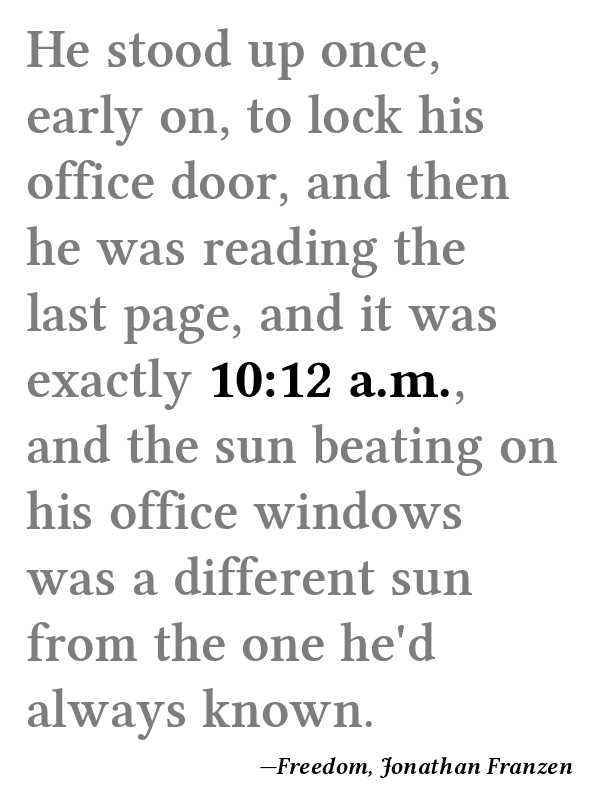 He stood up once,
early on, to lock his
office door, and then
he was reading the
last page, and it was
exactly 10:12 a.m.,
and the sun beating on
his office windows
was a different sun
from the one he'd
always known.
—Freedom, Jonathan Franzen